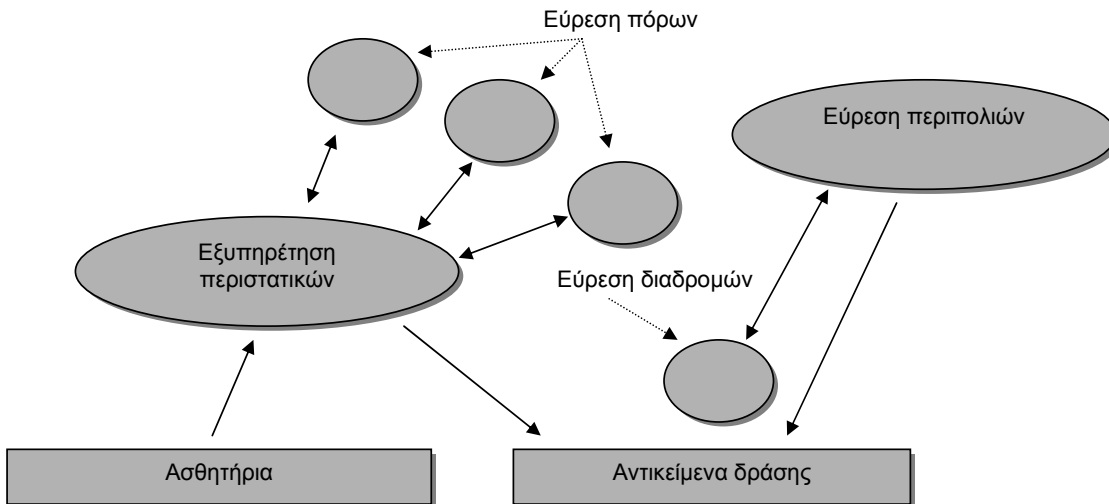 Εύρεση πόρων
Εύρεση περιπολιών
Εξυπηρέτηση
περιστατικών
Εύρεση διαδρομών
Ασθητήρια
Αντικείμενα δράσης